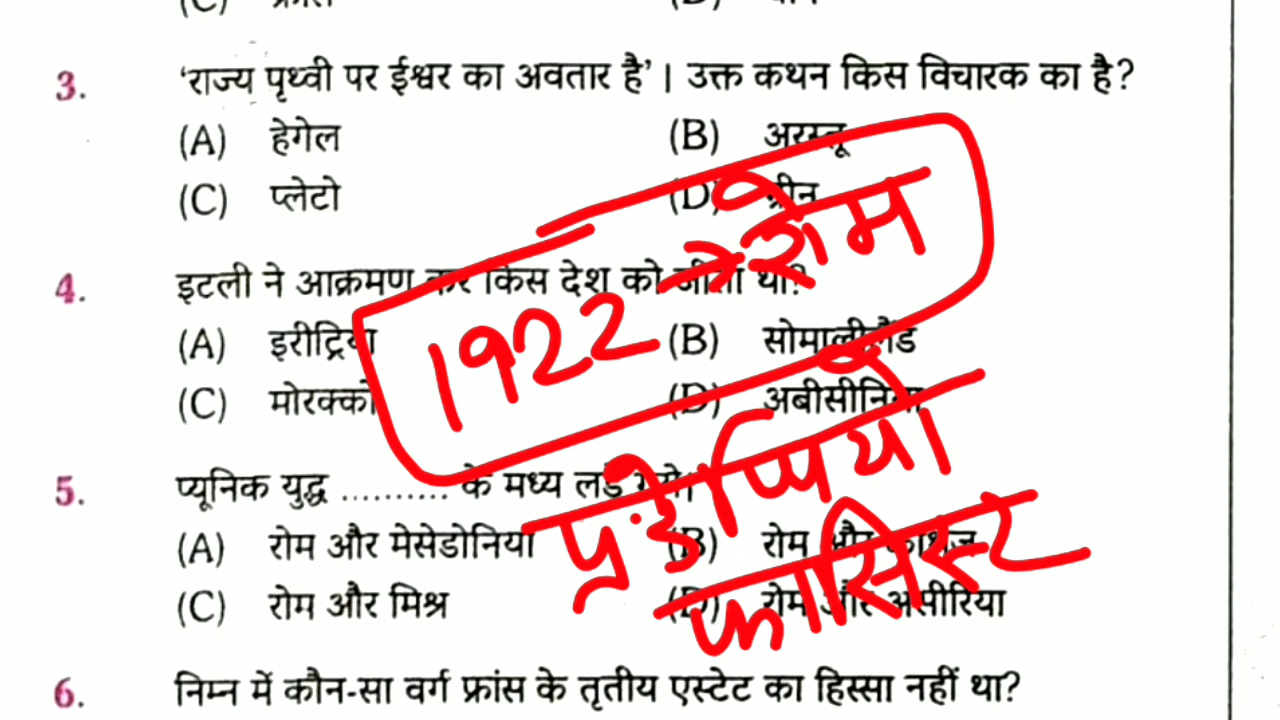 3. 'राज्य पृथ्वी पर ईश्वर का अवतार है'। उक्त कथन किस विचारक का है?
(A) हेगेल (B) अरस्तू
(C) प्लेटो (D) ग्रीन
4. इटली ने आक्रमण कर किस देश को जीता था?
(A) इरीट्रिया (B) सोमालीलैंड
(C) मोरक्को (D) अबीसीनिया
5. प्यूनिक युद्ध .......... के मध्य लड़े गये।
(A) रोम और मेसेडोनिया (B) रोम और कार्थेज
(C) रोम और मिश्र (D) रोम और असीरिया
6. निम्न में कौन-सा वर्ग फ्रांस के तृतीय एस्टेट का हिस्सा नहीं था?
1922 → रोम
फासिस्ट